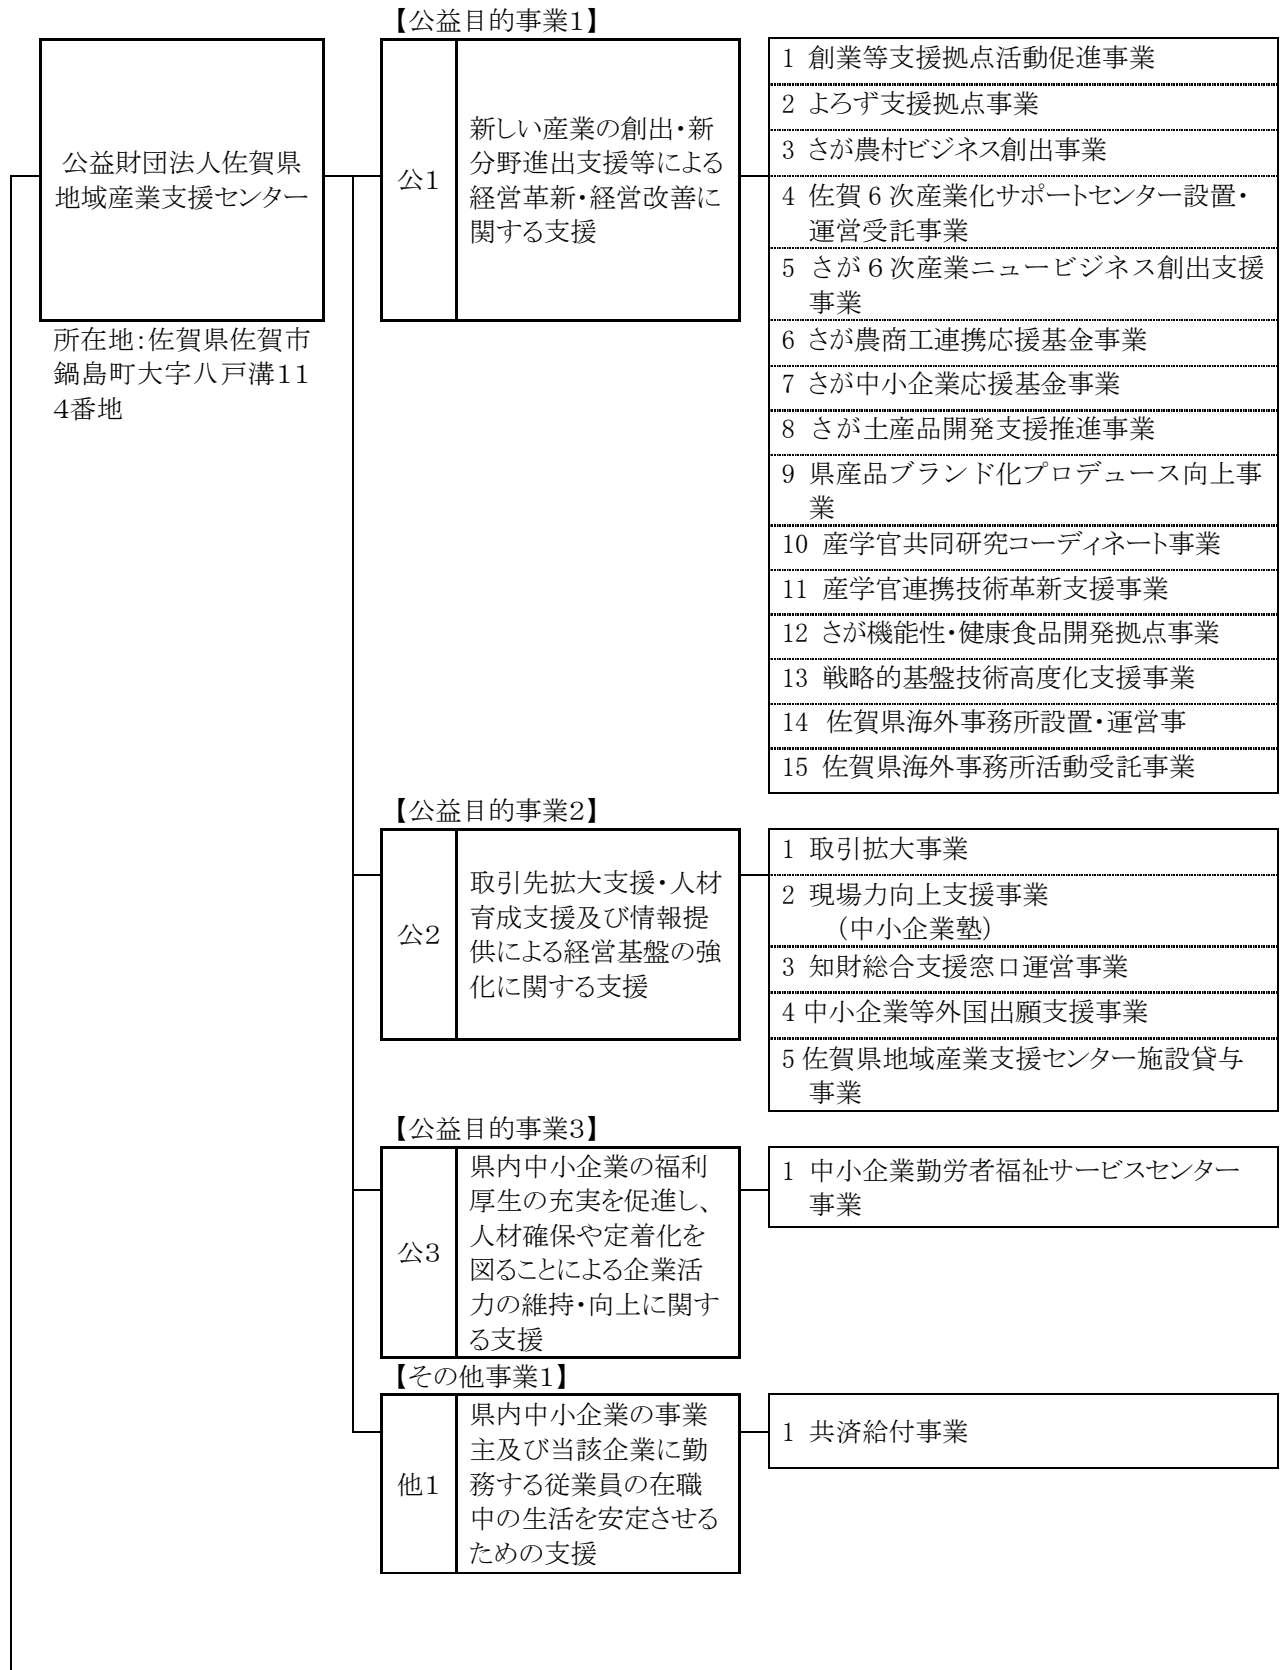 公益財団法人佐賀県
地域産業支援センター
所在地:佐賀県佐賀市
鍋島町大字八戸溝11
4番地
【公益目的事業1】
公1
新しい産業の創出・新
分野進出支援等による
経営革新・経営改善に
関する支援
1 創業等支援拠点活動促進事業
2 よろず支援拠点事業
3 さが農村ビジネス創出事業
4 佐賀6次産業化サポートセンター設置・
運営受託事業
5 さが6次産業ニュービジネス創出支援
事業
6 さが農商工連携応援基金事業
7 さが中小企業応援基金事業
8 さが土産品開発支援推進事業
9 県産品ブランド化プロデュース向上事
業
10 産学官共同研究コーディネート事業
11 産学官連携技術革新支援事業
12 さが機能性・健康食品開発拠点事業
13 戦略的基盤技術高度化支援事業
14 佐賀県海外事務所設置・運営事
15 佐賀県海外事務所活動受託事業
【公益目的事業2】
公2
取引先拡大支援・人材
育成支援及び情報提
供による経営基盤の強
化に関する支援
1 取引拡大事業
2 現場力向上支援事業
(中小企業塾)
3 知財総合支援窓口運営事業
4 中小企業等外国出願支援事業
5 佐賀県地域産業支援センター施設貸与
事業
【公益目的事業3】
公3
県内中小企業の福利
厚生の充実を促進し、
人材確保や定着化を
図ることによる企業活
力の維持・向上に関す
る支援
1 中小企業勤労者福祉サービスセンター
事業
【その他事業1】
他1
県内中小企業の事業
主及び当該企業に勤
務する従業員の在職
中の生活を安定させる
ための支援
1 共済給付事業